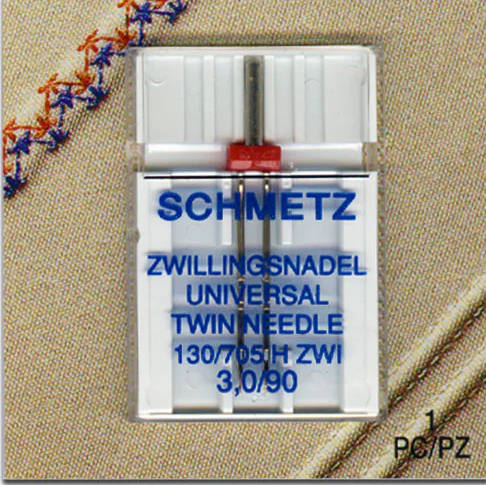 SCHMETZ
ZWILLINGSNADEL
UNIVERSAL
TWIN NEEDLE
130/705 H ZWI
3,0/90
1
PC/PZ